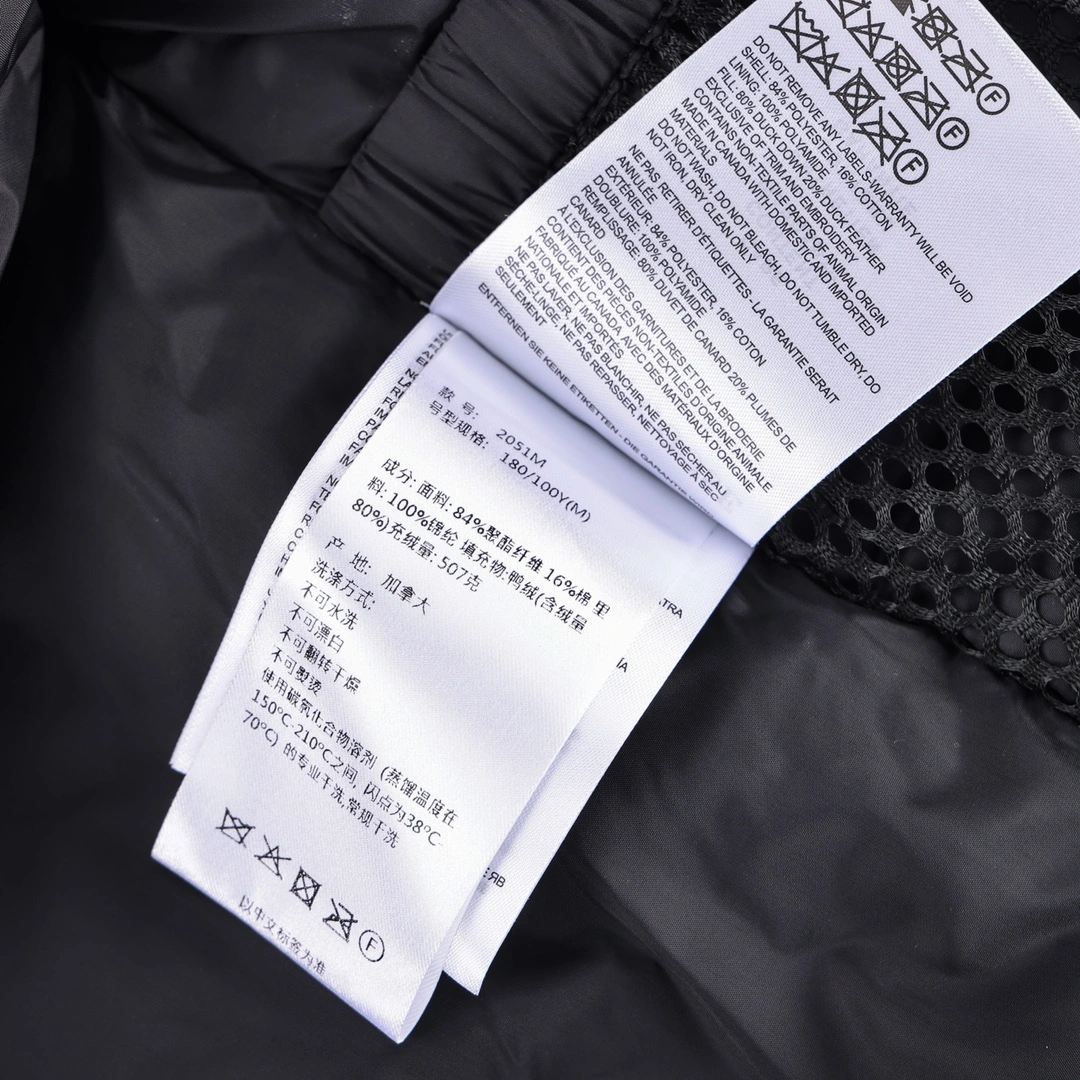 DO NOT REMOVE ANY LABELS-WARRANTY WILL BE VOID
SHELL: 84% POLYESTER, 16% COTTON
LINING: 100% POLYAMIDE
FILL: 80% DUCK DOWN 20% DUCK FEATHER
EXCLUSIVE OF TRIM AND EMBROIDERY
CONTAINS NON-TEXTILE PARTS OF ANIMAL ORIGIN
MADE IN CANADA WITH DOMESTIC AND IMPORTED
MATERIALS
DO NOT WASH, DO NOT BLEACH, DO NOT TUMBLE DRY, DO
NOT IRON, DRY CLEAN ONLY
NE PAS RETIRER D'ÉTIQUETTES - LA GARANTIE SERAIT
ANNULÉE
EXTÉRIEUR: 84% POLYESTER, 16% COTON
DOUBLURE: 100% POLYAMIDE
REMPLISSAGE: 80% DUVET DE CANARD 20% PLUMES DE
CANARD
À L'EXCLUSION DES GARNITURES ET DE LA BRODERIE
CONTIENT DES PIÈCES NON-TEXTILES D'ORIGINE ANIMALE
FABRIQUÉ AU CANADA AVEC DES MATÉRIAUX D'ORIGINE
NATIONALE ET IMPORTÉS
NE PAS LAVER, NE PAS BLANCHIR, NE PAS SÉCHER AU
SÈCHE-LINGE, NE PAS REPASSER, NETTOYAGE À SEC
SEULEMENT
ENTFERNEN SIE KEINE ETIKETTEN - DIE GARANTIE
款 号: 2051M
号型规格: 180/100Y(M)
成分: 面料: 84%聚酯纤维 16%棉 里
料: 100%锦纶 填充物:鸭绒(含绒量
80%)充绒量: 507克
产 地: 加拿大
洗涤方式:
不可水洗
不可漂白
不可翻转干燥
不可熨烫
使用碳氢化合物溶剂 (蒸馏温度在
150°C-210°C之间, 闪点为38°C-
70°C) 的专业干洗,常规干洗
F
以中文标签为准